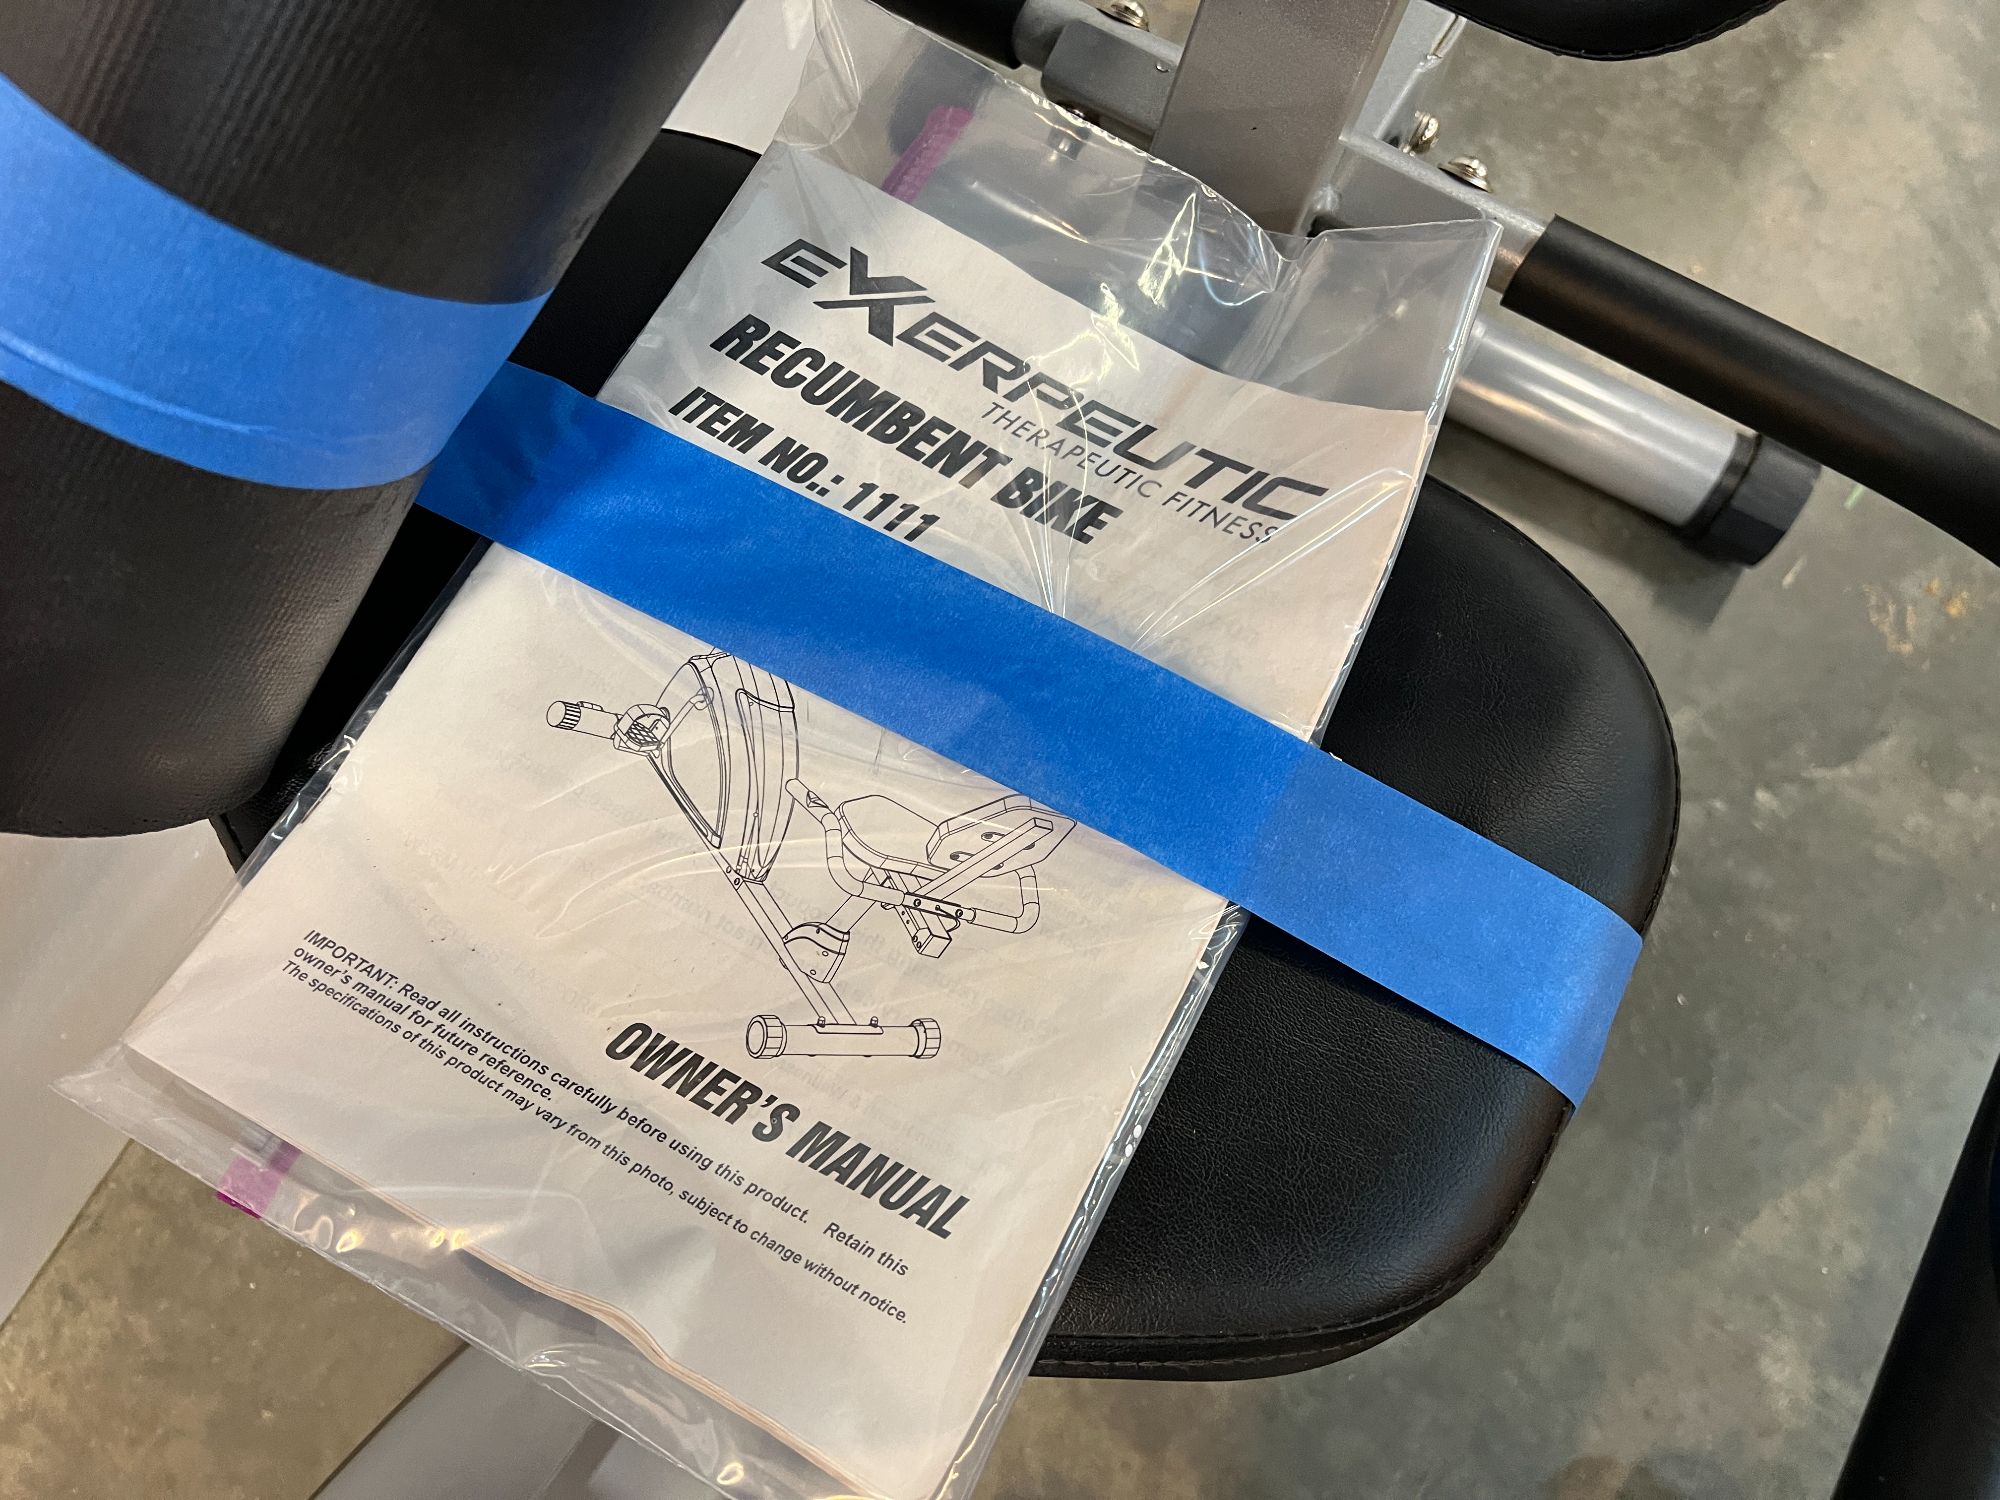 EXERPEUTIC
THERAPEUTIC FITNESS
RECUMBENT BIKE
ITEM NO.: 1111
OWNER'S MANUAL
IMPORTANT: Read all instructions carefully before using this product. Retain this
owner's manual for future reference.
The specifications of this product may vary from this photo, subject to change without notice.